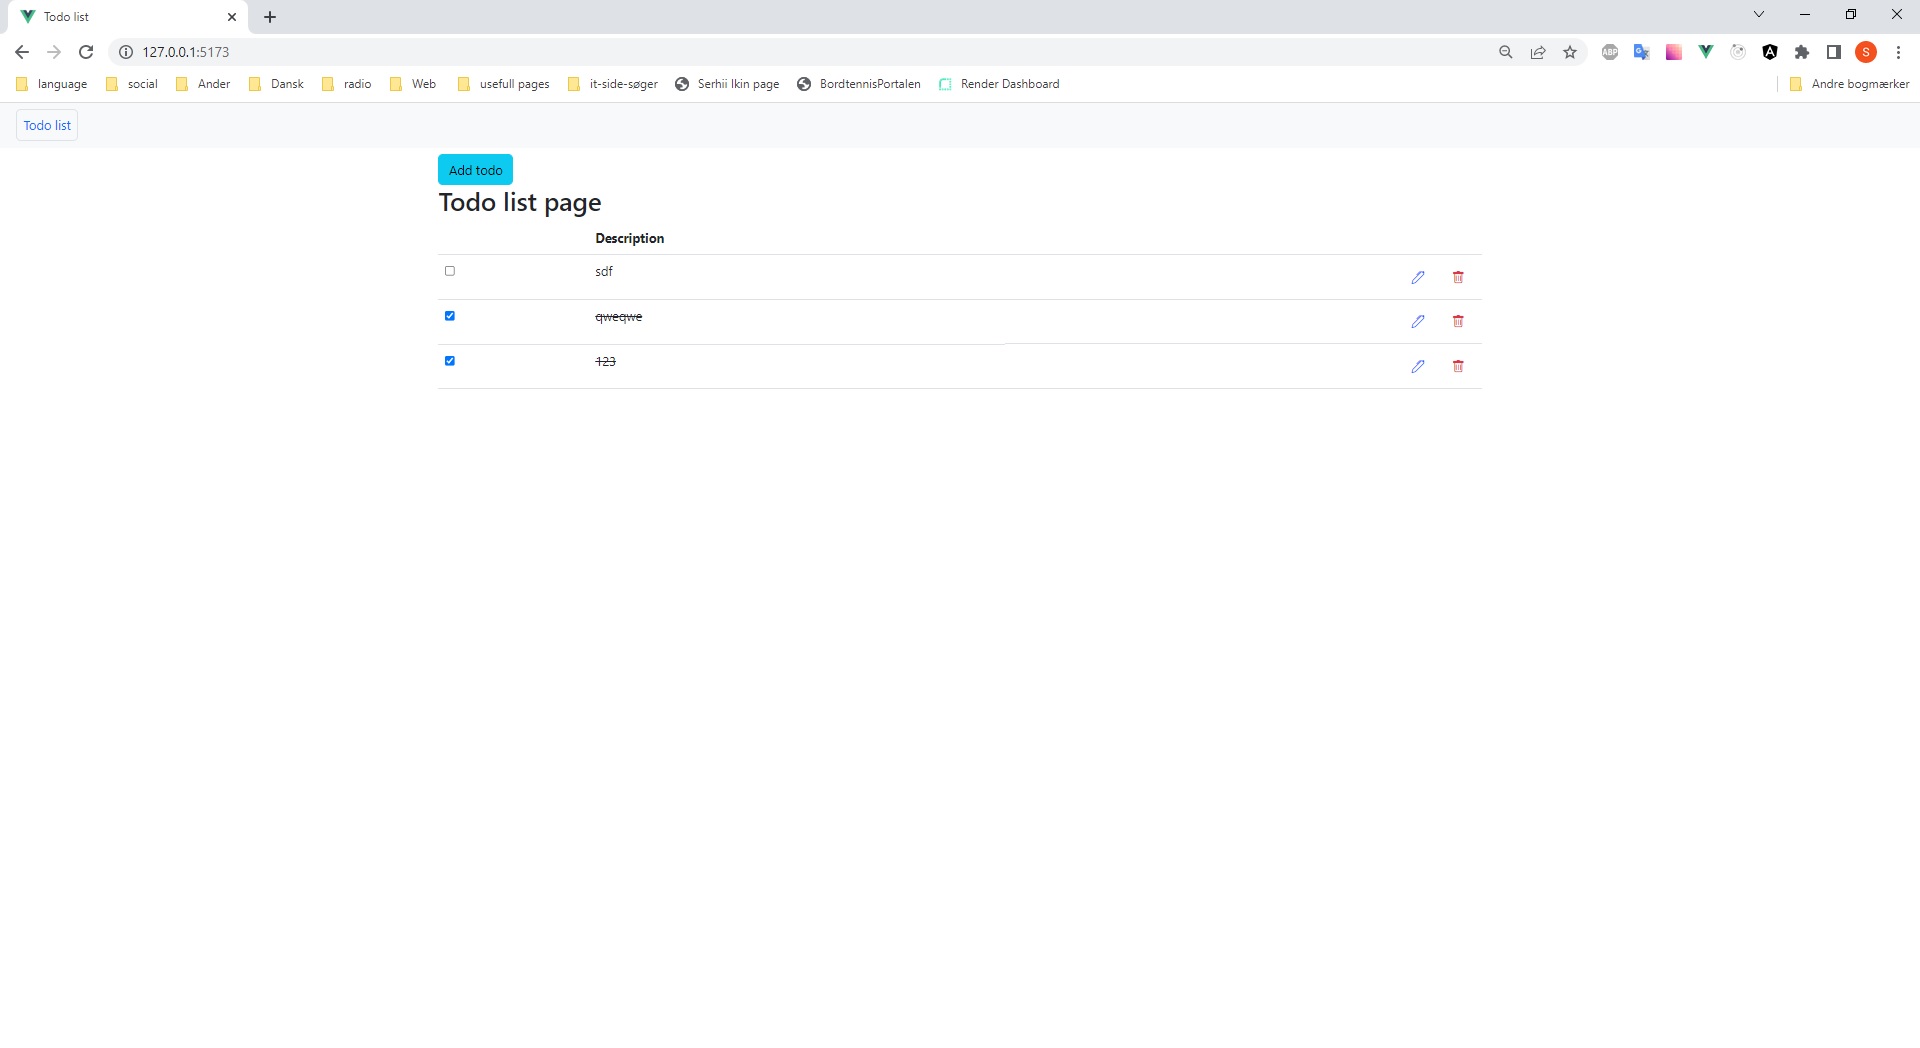 Todo list
127.0.0.1:5173
ABP
S
language social Ander Dansk radio Web usefull pages it-side-søger Serhii Ikin page BordtennisPortalen Render Dashboard Andre bogmærker
Todo list
Add todo
Todo list page
Description
sdf
qweqwe
123